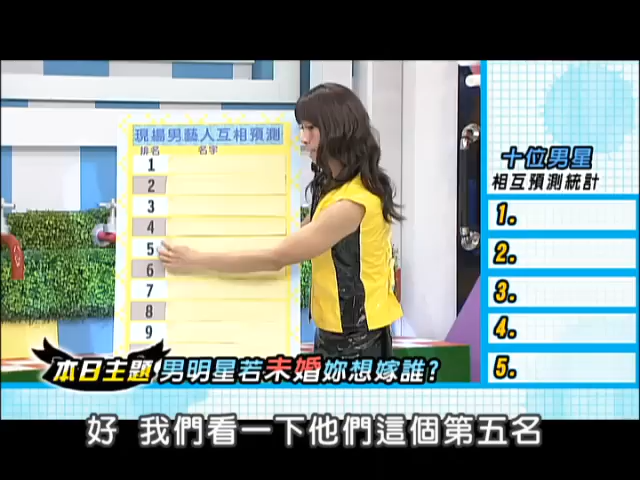 現場男藝人互相預測
排名 名字
1
2
3
4
5
6
7
8
9
十位男星
相互預測統計
1.
2.
3.
4.
5.
本日主題 男明星若未婚妳想嫁誰?
好 我們看一下他們這個第五名